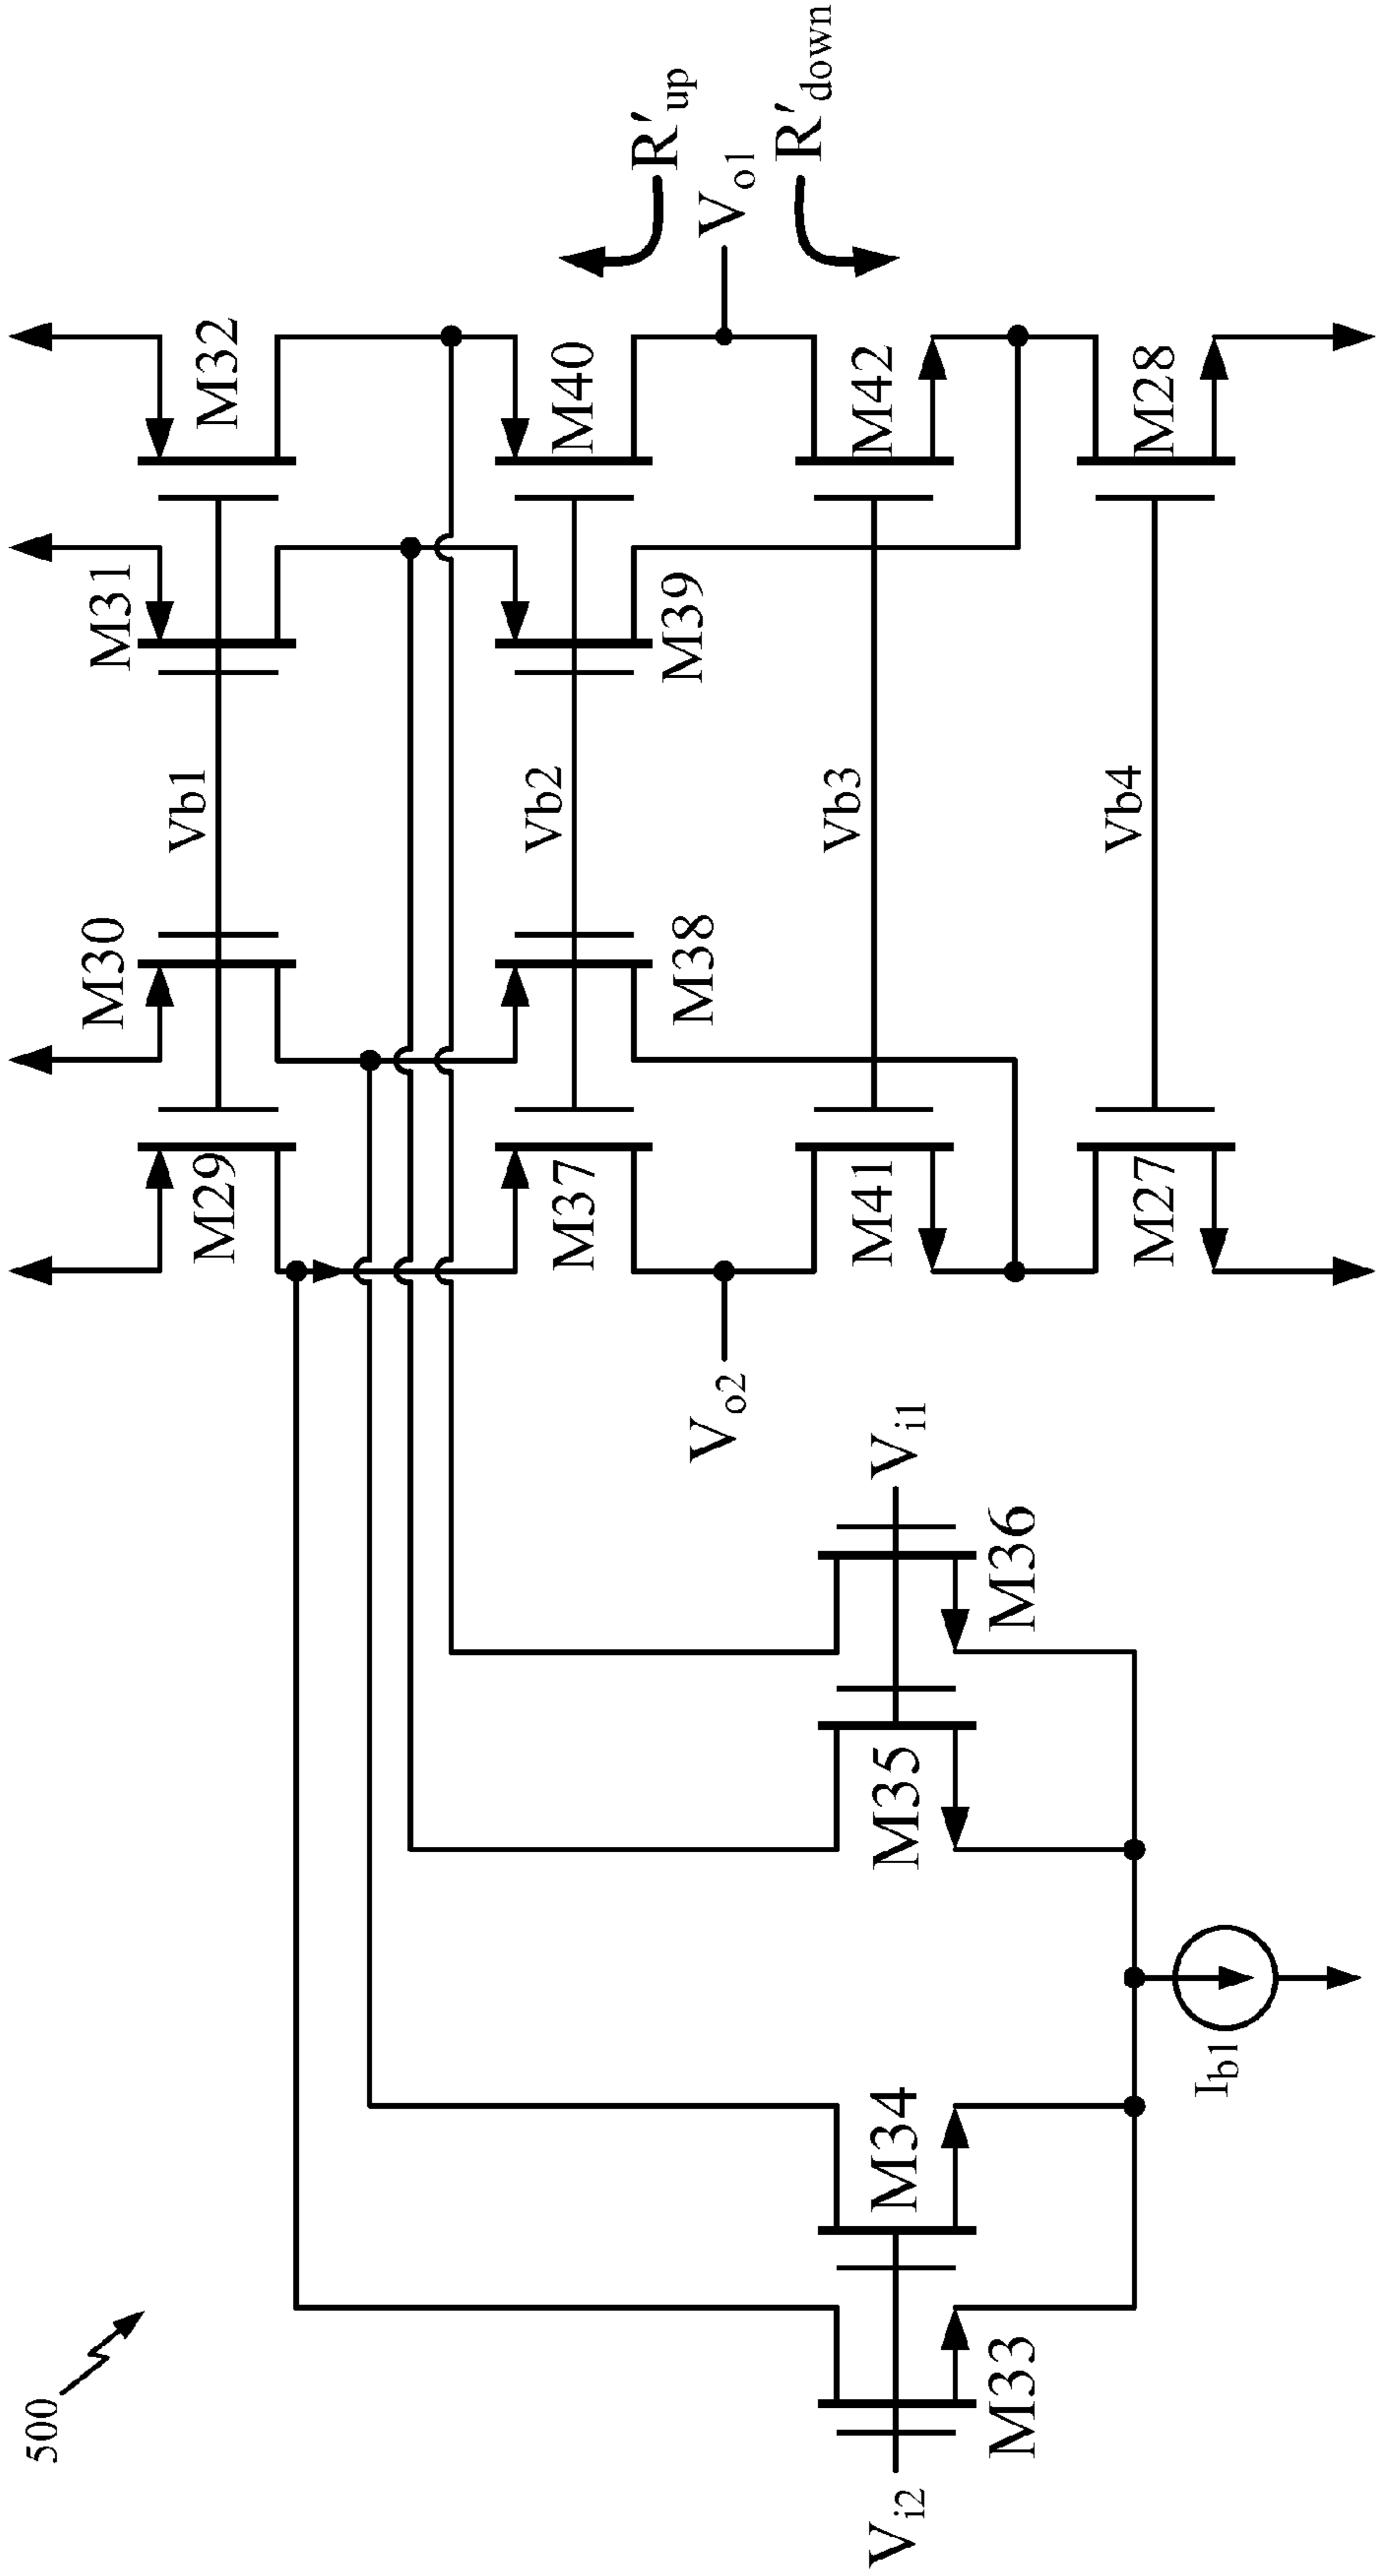 500
M29
M30
M31
M32
Vb1
M37
M38
M39
M40
Vb2
R′up
Vo2
Vo1
R′down
Vi2
M33
M34
M35
M36
Vi1
M41
M42
Vb3
M27
M28
Vb4
Ib1